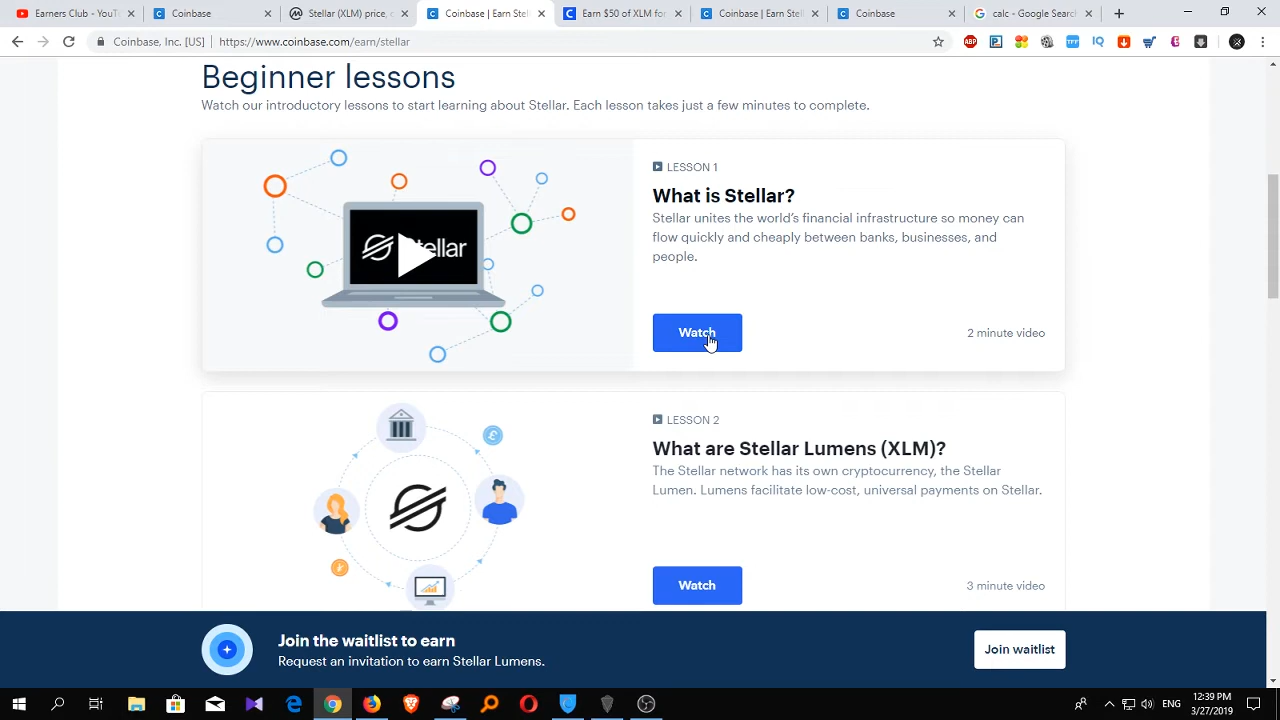 Earners Club - YouT
Coinbase
Stellar (XLM) price, c
Coinbase | Earn Stel
Earn $50 of XLM for
Coinbase | Earn Stel
Coinbase
calc - Google Search
Coinbase, Inc. [US]
https://www.coinbase.com/earn/stellar
Beginner lessons
Watch our introductory lessons to start learning about Stellar. Each lesson takes just a few minutes to complete.
LESSON 1
What is Stellar?
Stellar unites the world's financial infrastructure so money can
flow quickly and cheaply between banks, businesses, and
people.
Watch
2 minute video
LESSON 2
What are Stellar Lumens (XLM)?
The Stellar network has its own cryptocurrency, the Stellar
Lumen. Lumens facilitate low-cost, universal payments on Stellar.
Watch
3 minute video
Join the waitlist to earn
Request an invitation to earn Stellar Lumens.
Join waitlist
ENG
12:39 PM
3/27/2019